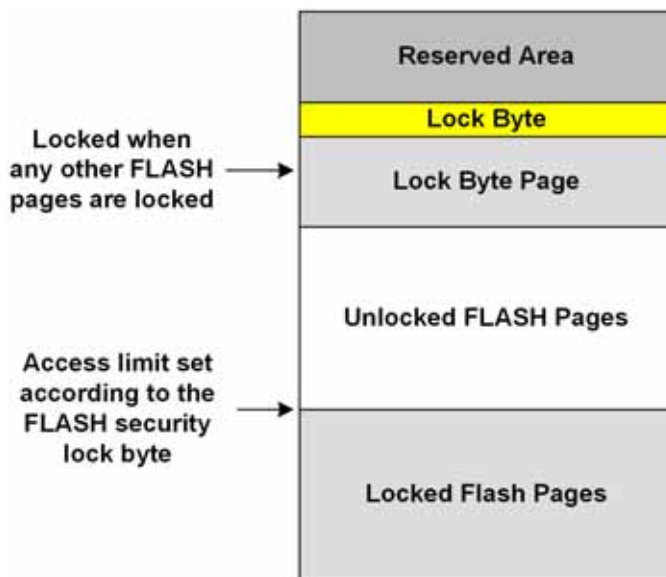 Reserved Area
Lock Byte
Locked when
any other FLASH
pages are locked
Lock Byte Page
Unlocked FLASH Pages
Access limit set
according to the
FLASH security
lock byte
Locked Flash Pages